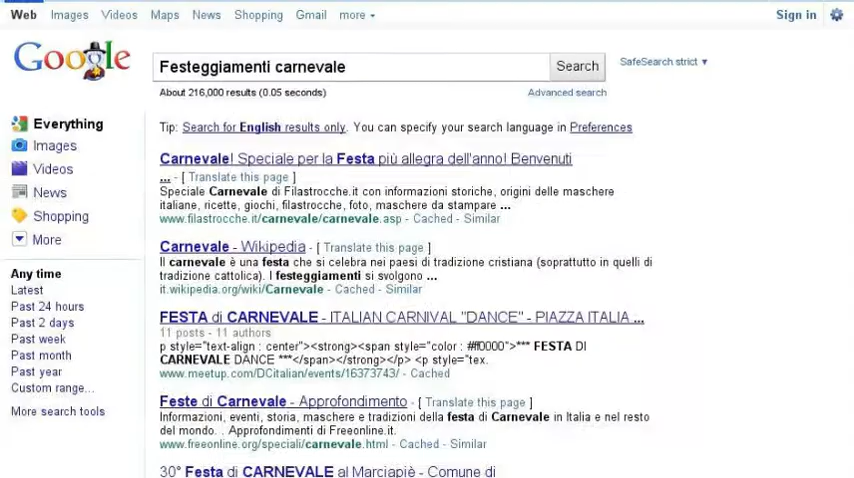 Web Images Videos Maps News Shopping Gmail more ▼ Sign in
Google
Festeggiamenti carnevale Search SafeSearch strict ▼
About 216,000 results (0.05 seconds) Advanced search
Everything
Images
Videos
News
Shopping
More
Any time
Latest
Past 24 hours
Past 2 days
Past week
Past month
Past year
Custom range...
More search tools
Tip: Search for English results only. You can specify your search language in Preferences
Carnevale! Speciale per la Festa più allegra dell'anno! Benvenuti
... - [ Translate this page ]
Speciale Carnevale di Filastrocche.it con informazioni storiche, origini delle maschere
italiane, ricette, giochi, filastrocche, foto, maschere da stampare ...
www.filastrocche.it/carnevale/carnevale.asp - Cached - Similar
Carnevale - Wikipedia - [ Translate this page ]
Il carnevale è una festa che si celebra nei paesi di tradizione cristiana (soprattutto in quelli di
tradizione cattolica). I festeggiamenti si svolgono ...
it.wikipedia.org/wiki/Carnevale - Cached - Similar
FESTA di CARNEVALE - ITALIAN CARNIVAL "DANCE" - PIAZZA ITALIA ...
11 posts - 11 authors
p style="text-align : center"><strong><span style="color : #ff0000">*** FESTA DI
CARNEVALE DANCE ***</span></strong></p> <p style="tex.
www.meetup.com/DCitalian/events/16373743/ - Cached
Feste di Carnevale - Approfondimento - [ Translate this page ]
Informazioni, eventi, storia, maschere e tradizioni della festa di Carnevale in Italia e nel resto
del mondo. . Approfondimenti di Freeonline.it.
www.freeonline.org/speciali/carnevale.html - Cached - Similar
30° Festa di CARNEVALE al Marciapiè - Comune di